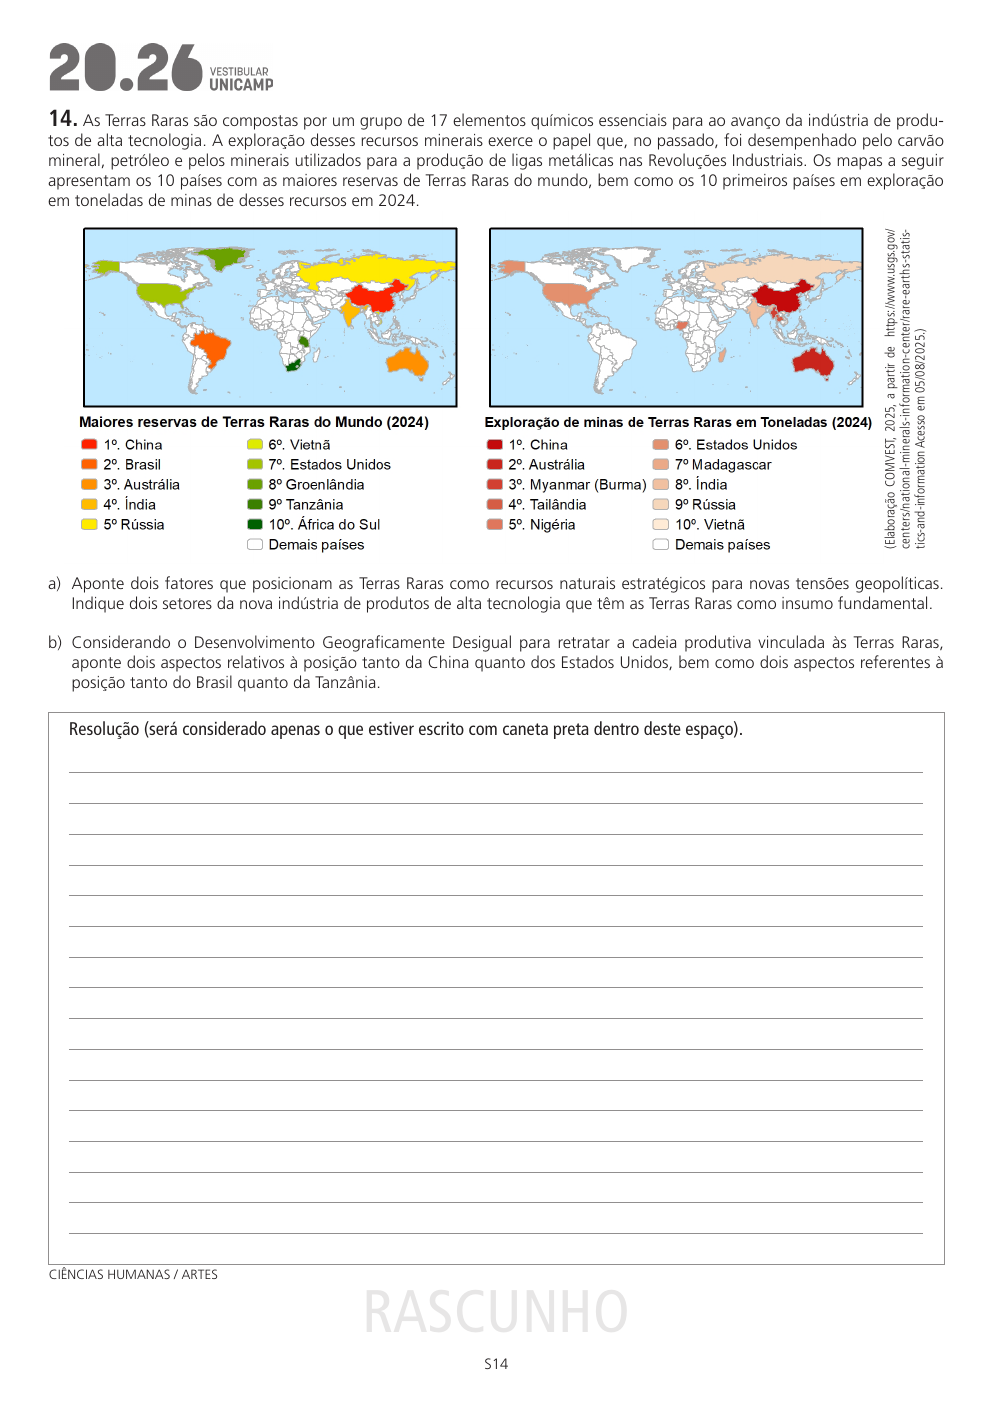 20.26 VESTIBULAR
UNICAMP
14. As Terras Raras são compostas por um grupo de 17 elementos químicos essenciais para ao avanço da indústria de produ-
tos de alta tecnologia. A exploração desses recursos minerais exerce o papel que, no passado, foi desempenhado pelo carvão
mineral, petróleo e pelos minerais utilizados para a produção de ligas metálicas nas Revoluções Industriais. Os mapas a seguir
apresentam os 10 países com as maiores reservas de Terras Raras do mundo, bem como os 10 primeiros países em exploração
em toneladas de minas de desses recursos em 2024.
Maiores reservas de Terras Raras do Mundo (2024)
1º. China
2º. Brasil
3º. Austrália
4º. Índia
5º Rússia
6º. Vietnã
7º. Estados Unidos
8º Groenlândia
9º Tanzânia
10º. África do Sul
Demais países
Exploração de minas de Terras Raras em Toneladas (2024)
1º. China
2º. Austrália
3º. Myanmar (Burma)
4º. Tailândia
5º. Nigéria
6º. Estados Unidos
7º Madagascar
8º. Índia
9º Rússia
10º. Vietnã
Demais países
(Elaboração COMVEST, 2025, a partir de https://www.usgs.gov/
centers/national-minerals-information-center/rare-earths-statis-
tics-and-information Acesso em 05/08/2025.)
a) Aponte dois fatores que posicionam as Terras Raras como recursos naturais estratégicos para novas tensões geopolíticas.
Indique dois setores da nova indústria de produtos de alta tecnologia que têm as Terras Raras como insumo fundamental.
b) Considerando o Desenvolvimento Geograficamente Desigual para retratar a cadeia produtiva vinculada às Terras Raras,
aponte dois aspectos relativos à posição tanto da China quanto dos Estados Unidos, bem como dois aspectos referentes à
posição tanto do Brasil quanto da Tanzânia.
Resolução (será considerado apenas o que estiver escrito com caneta preta dentro deste espaço).
CIÊNCIAS HUMANAS / ARTES
RASCUNHO
S14